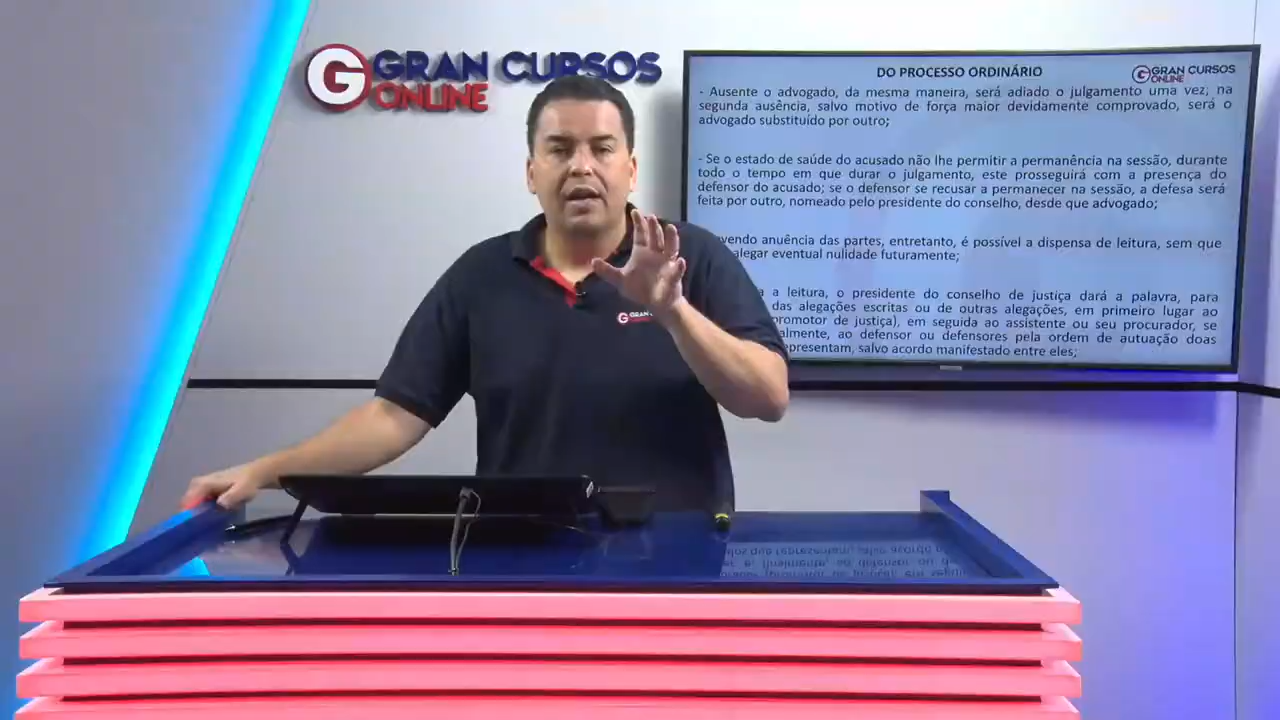 GRAN CURSOS
ONLINE
DO PROCESSO ORDINÁRIO
GRAN CURSOS
ONLINE
- Ausente o advogado, da mesma maneira, será adiado o julgamento uma vez; na
segunda ausência, salvo motivo de força maior devidamente comprovado, será o
advogado substituído por outro;
- Se o estado de saúde do acusado não lhe permitir a permanência na sessão, durante
todo o tempo em que durar o julgamento, este prosseguirá com a presença do
defensor do acusado; se o defensor se recusar a permanecer na sessão, a defesa será
feita por outro, nomeado pelo presidente do conselho, desde que advogado;
vendo anuência das partes, entretanto, é possível a dispensa de leitura, sem que
alegar eventual nulidade futuramente;
a leitura, o presidente do conselho de justiça dará a palavra, para
das alegações escritas ou de outras alegações, em primeiro lugar ao
promotor de justiça), em seguida ao assistente ou seu procurador, se
almente, ao defensor ou defensores pela ordem de autuação doas
epresentam, salvo acordo manifestado entre eles;
GRAN
ONLINE